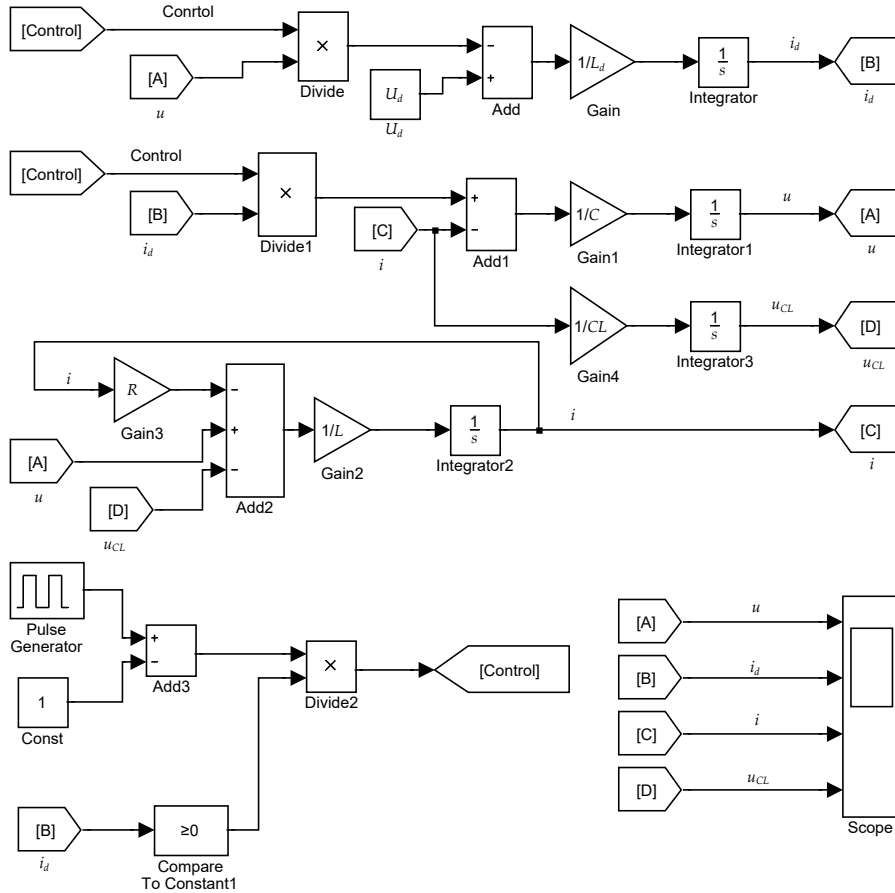 [Control]
Conrtol
[A]
u
×
Divide
U_d
U_d
−
+
Add
1/L_d
Gain
1
s
Integrator
i_d
[B]
i_d
[Control]
Control
[B]
i_d
×
Divide1
[C]
i
+
−
Add1
1/C
Gain1
1
s
Integrator1
u
[A]
u
1/CL
Gain4
1
s
Integrator3
u_CL
[D]
u_CL
i
R
Gain3
[A]
u
[D]
u_CL
−
+
−
Add2
1/L
Gain2
1
s
Integrator2
i
[C]
i
Pulse
Generator
1
Const
+
−
Add3
×
Divide2
[Control]
[B]
i_d
≥0
Compare
To Constant1
[A]
u
[B]
i_d
[C]
i
[D]
u_CL
Scope